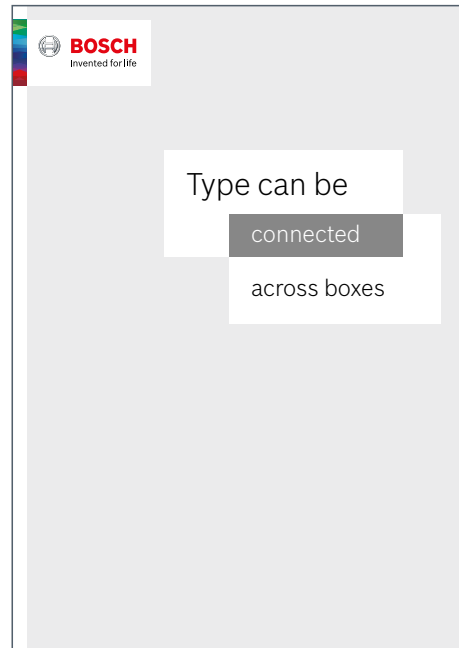 BOSCH
Invented for life
Type can be
connected
across boxes